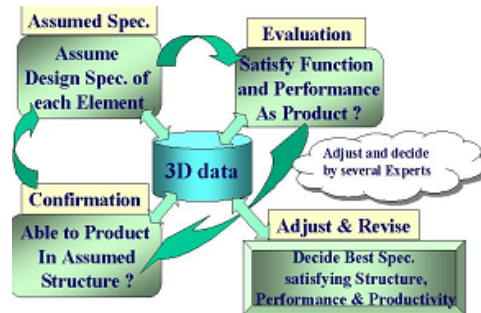 Assumed Spec.
Assume
Design Spec. of
each Element
Evaluation
Satisfy Function
and Performance
As Product ?
3D data
Adjust and decide
by several Experts
Confirmation
Able to Product
In Assumed
Structure ?
Adjust & Revise
Decide Best Spec.
satisfying Structure,
Performance & Productivity